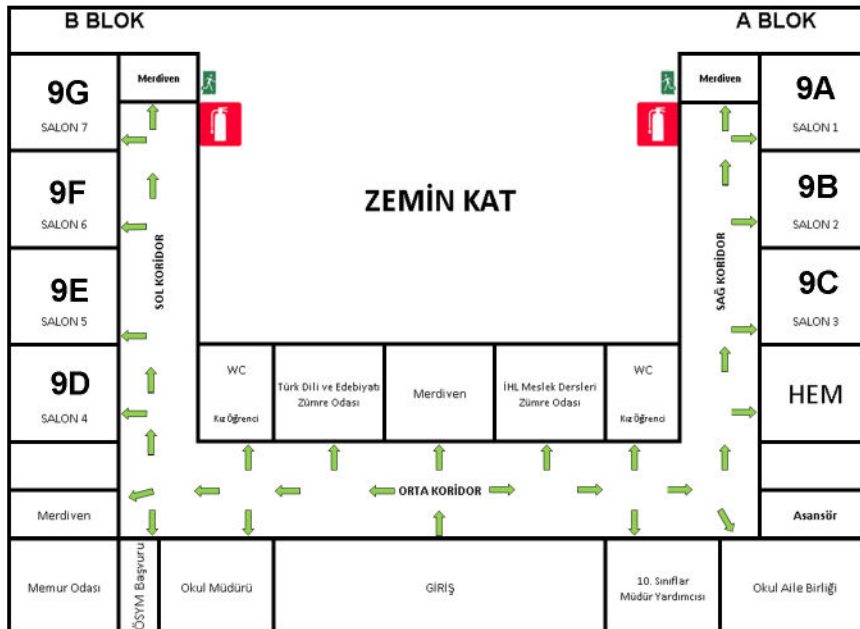 B BLOK
A BLOK
Merdiven
Merdiven
9G
SALON 7
9A
SALON 1
9F
SALON 6
ZEMİN KAT
9B
SALON 2
SOL KORİDOR
SAĞ KORİDOR
9E
SALON 5
9C
SALON 3
9D
SALON 4
WC
Kız Öğrenci
Türk Dili ve Edebiyatı
Zümre Odası
Merdiven
İHL Meslek Dersleri
Zümre Odası
WC
Kız Öğrenci
HEM
ORTA KORİDOR
Merdiven
Asansör
Memur Odası
ÖSYM Başvuru
Okul Müdürü
GİRİŞ
10. Sınıflar
Müdür Yardımcısı
Okul Aile Birliği